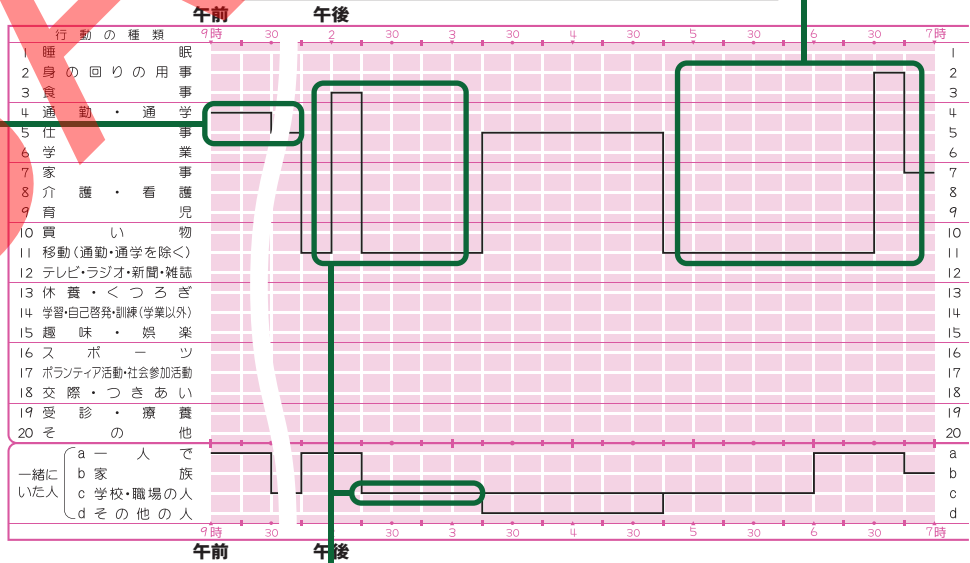 午前 午後
行動の種類 9時 30 2 30 3 30 4 30 5 30 6 30 7時
1 睡眠 1
2 身の回りの用事 2
3 食事 3
4 通勤・通学 4
5 仕事 5
6 学業 6
7 家事 7
8 介護・看護 8
9 育児 9
10 買い物 10
11 移動(通勤・通学を除く) 11
12 テレビ・ラジオ・新聞・雑誌 12
13 休養・くつろぎ 13
14 学習・自己啓発・訓練(学業以外) 14
15 趣味・娯楽 15
16 スポーツ 16
17 ボランティア活動・社会参加活動 17
18 交際・つきあい 18
19 受診・療養 19
20 その他 20
一緒にいた人
a 一人で a
b 家族 b
c 学校・職場の人 c
d その他の人 d
9時 30 30 3 30 4 30 5 30 6 30 7時
午前 午後